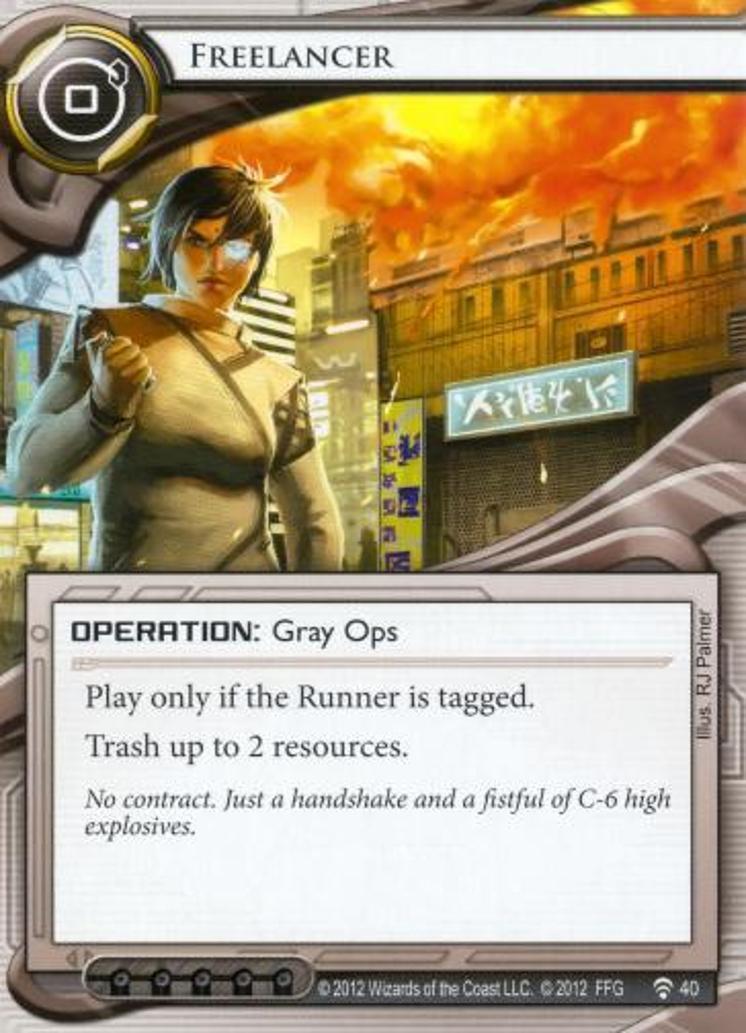 FREELANCER
OPERATION: Gray Ops
Play only if the Runner is tagged.
Trash up to 2 resources.
No contract. Just a handshake and a fistful of C-6 high
explosives.
Illus. RJ Palmer
© 2012 Wizards of the Coast LLC. © 2012 FFG 40